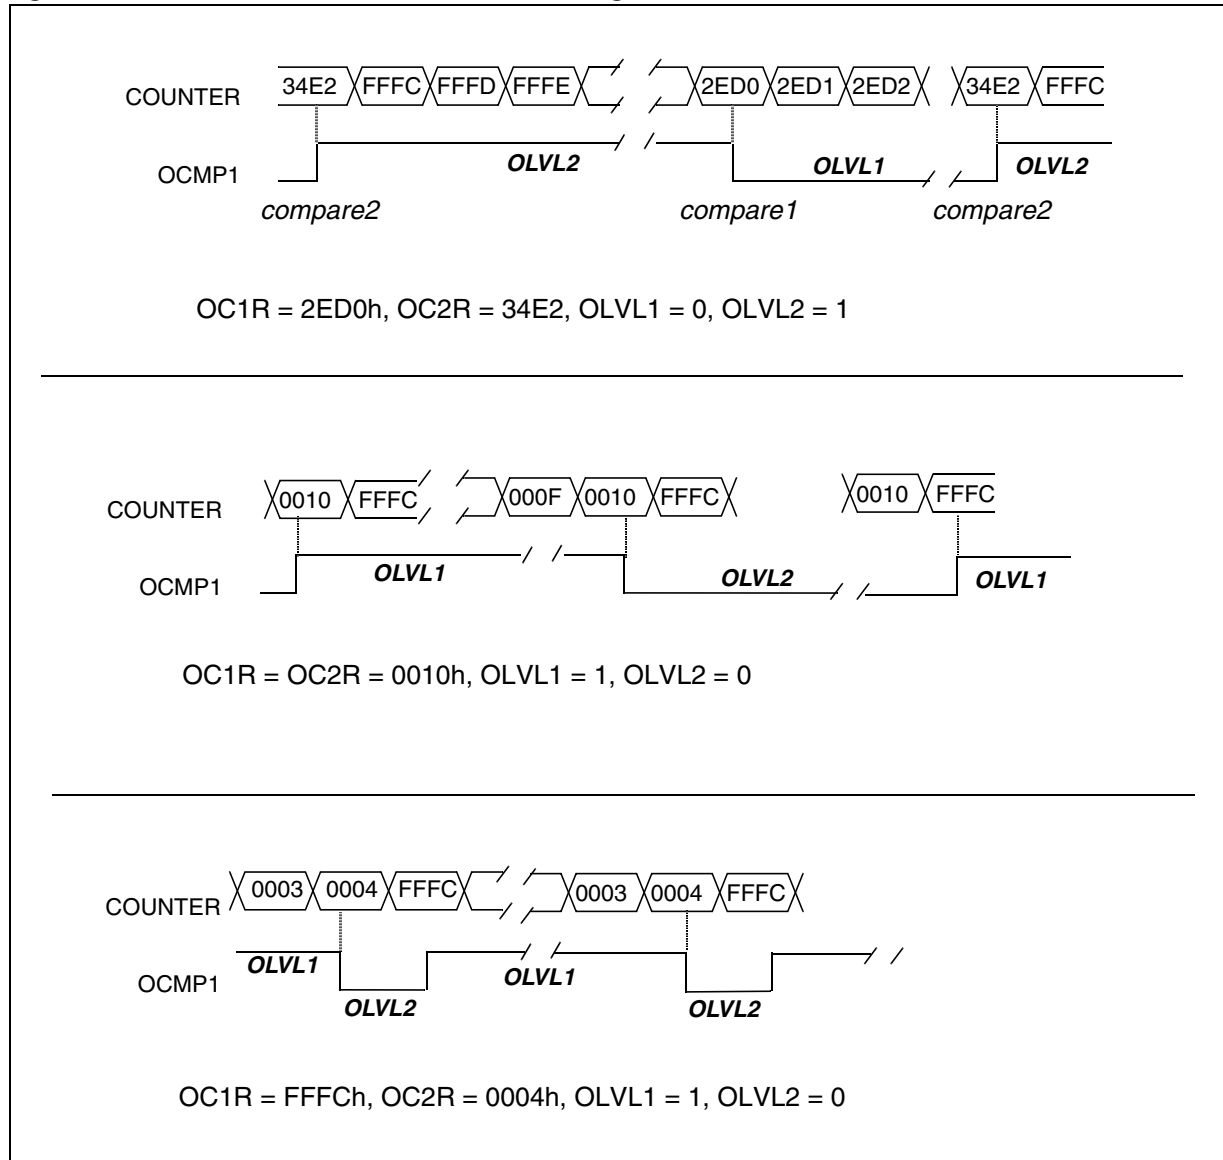 COUNTER 34E2 FFFC FFFD FFFE 2ED0 2ED1 2ED2 34E2 FFFC
OCMP1 OLVL2 OLVL1 OLVL2
compare2 compare1 compare2
OC1R = 2ED0h, OC2R = 34E2, OLVL1 = 0, OLVL2 = 1
COUNTER 0010 FFFC 000F 0010 FFFC 0010 FFFC
OCMP1 OLVL1 OLVL2 OLVL1
OC1R = OC2R = 0010h, OLVL1 = 1, OLVL2 = 0
COUNTER 0003 0004 FFFC 0003 0004 FFFC
OLVL1 OLVL1
OCMP1 OLVL2 OLVL2
OC1R = FFFCh, OC2R = 0004h, OLVL1 = 1, OLVL2 = 0